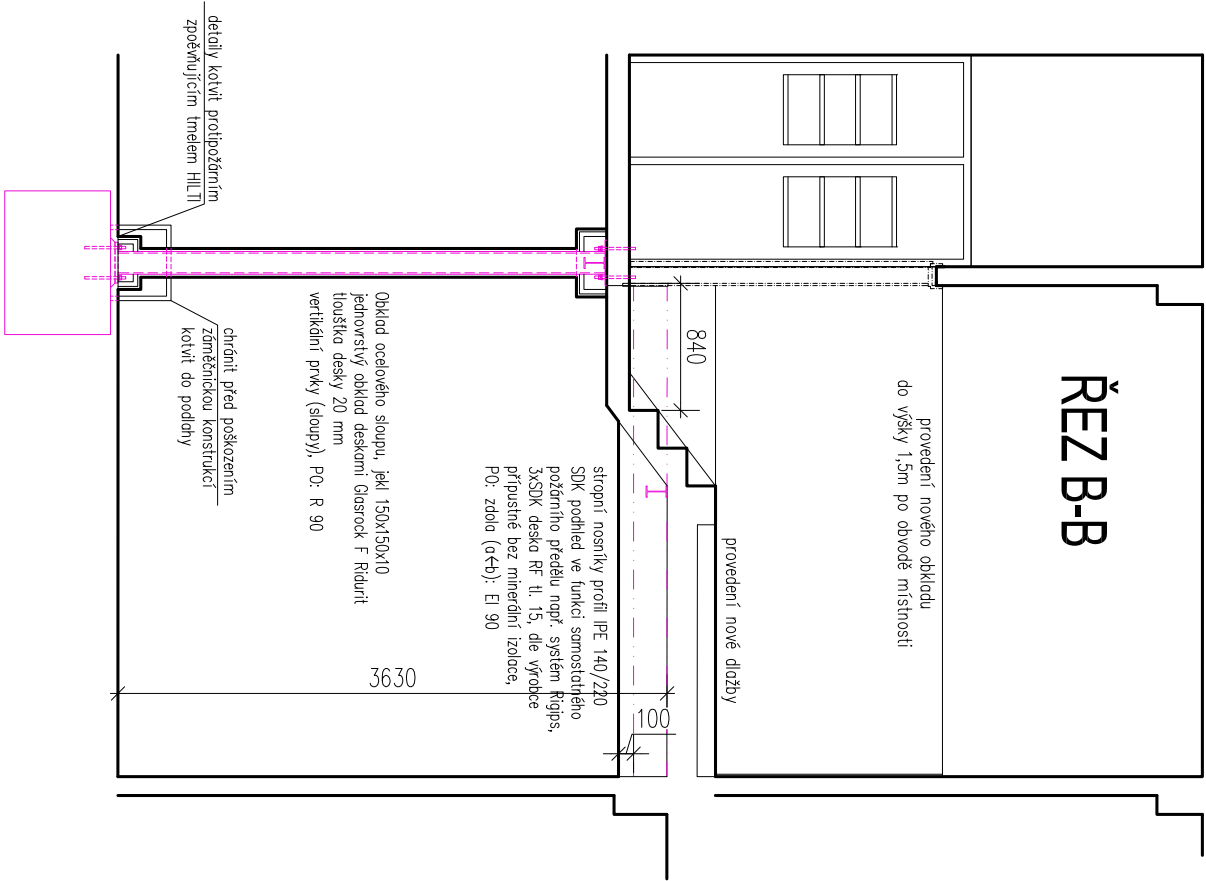 ŘEZ B-B
provedení nového obkladu
do výšky 1,5m po obvodě místnosti
provedení nové dlažby
840
stropní nosníky profil IPE 140/220
SDK podhled ve funkci samostatného
požárního předělu např. systém Rigips,
3xSDK deska RF tl. 15, dle výrobce
přípustné bez minerální izolace,
PO: zdola (a←b): EI 90
100
3630
Obklad ocelového sloupu, jekl 150x150x10
jednovrstvý obklad deskami Glasrock F Ridurit
tloušťka desky 20 mm
vertikální prvky (sloupy), PO: R 90
detaily kotvit protipožárním
zpoěvňujícím tmelem HILTI
chránit před poškozením
záměčnickou konstrukcí
kotvit do podlahy